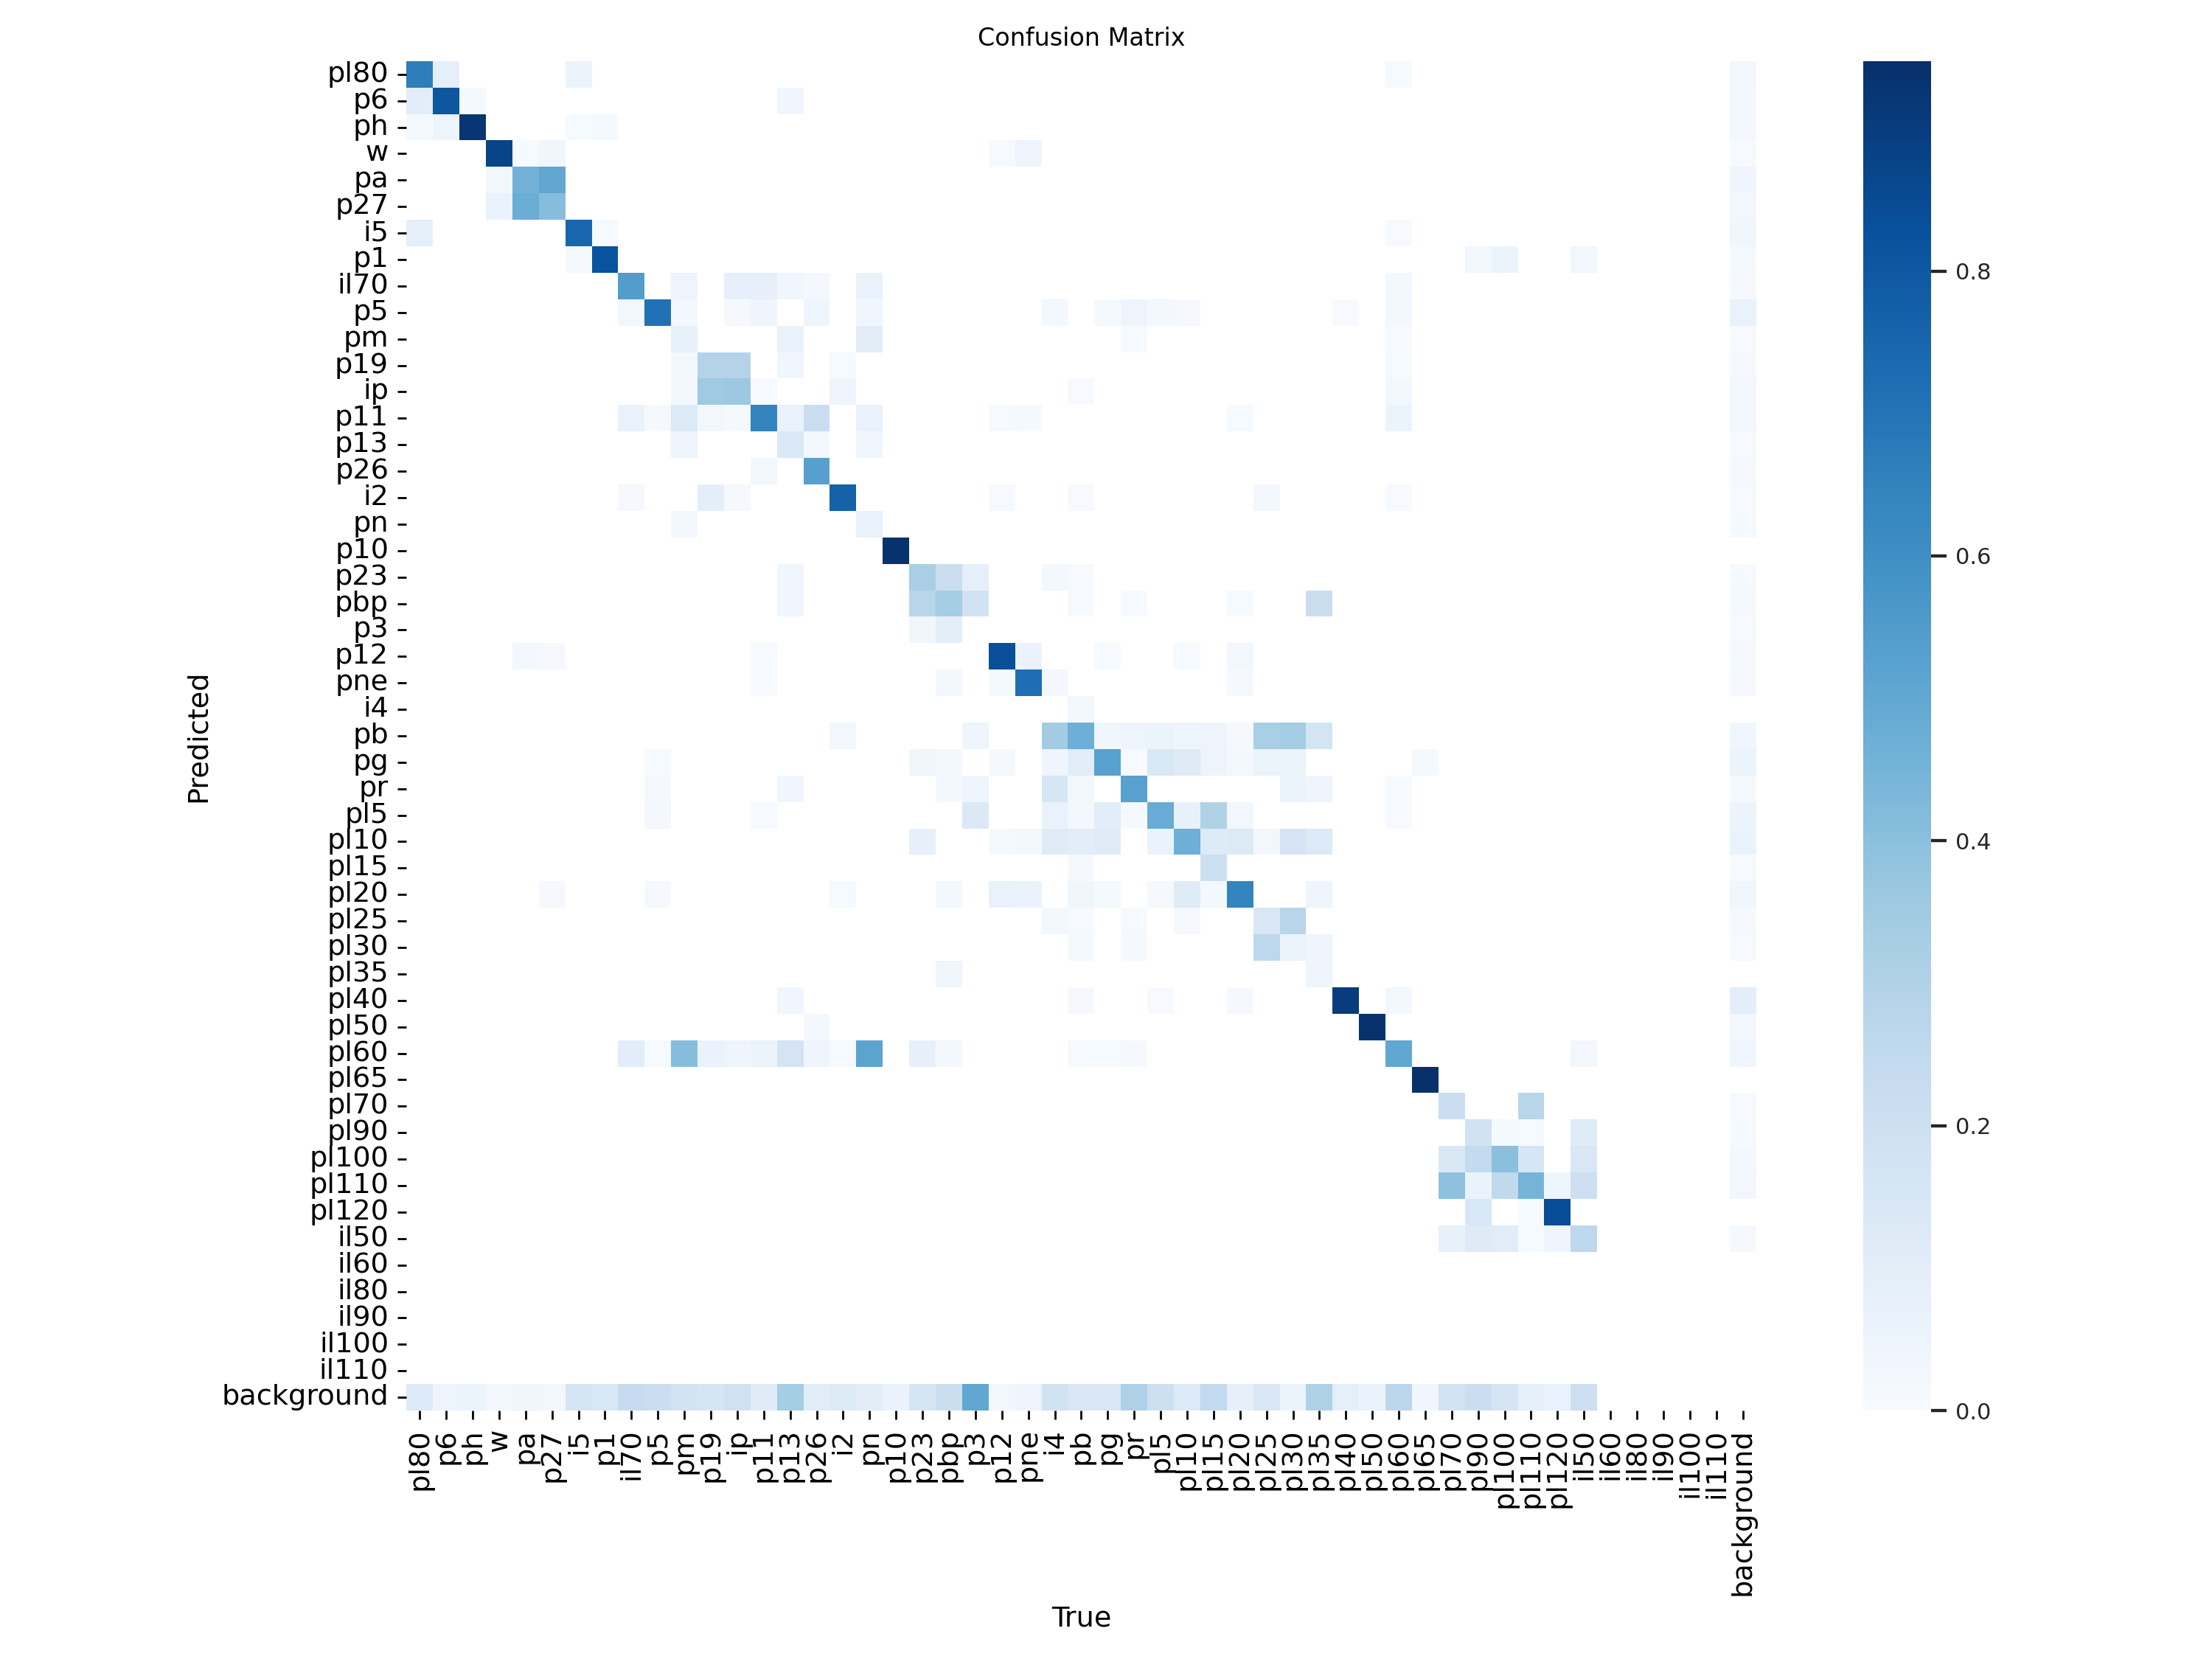 Confusion Matrix
pl80
p6
ph
w
pa
p27
i5
p1
il70
p5
pm
p19
ip
p11
p13
p26
i2
pn
p10
p23
pbp
p3
p12
pne
i4
pb
pg
pr
pl5
pl10
pl15
pl20
pl25
pl30
pl35
pl40
pl50
pl60
pl65
pl70
pl90
pl100
pl110
pl120
il50
il60
il80
il90
il100
il110
background
Predicted
pl80 p6 ph w pa p27 i5 p1 il70 p5 pm p19 ip p11 p13 p26 i2 pn p10 p23 pbp p3 p12 pne i4 pb pg pr pl5 pl10 pl15 pl20 pl25 pl30 pl35 pl40 pl50 pl60 pl65 pl70 pl90 pl100 pl110 pl120 il50 il60 il80 il90 il100 il110 background
True
0.8
0.6
0.4
0.2
0.0